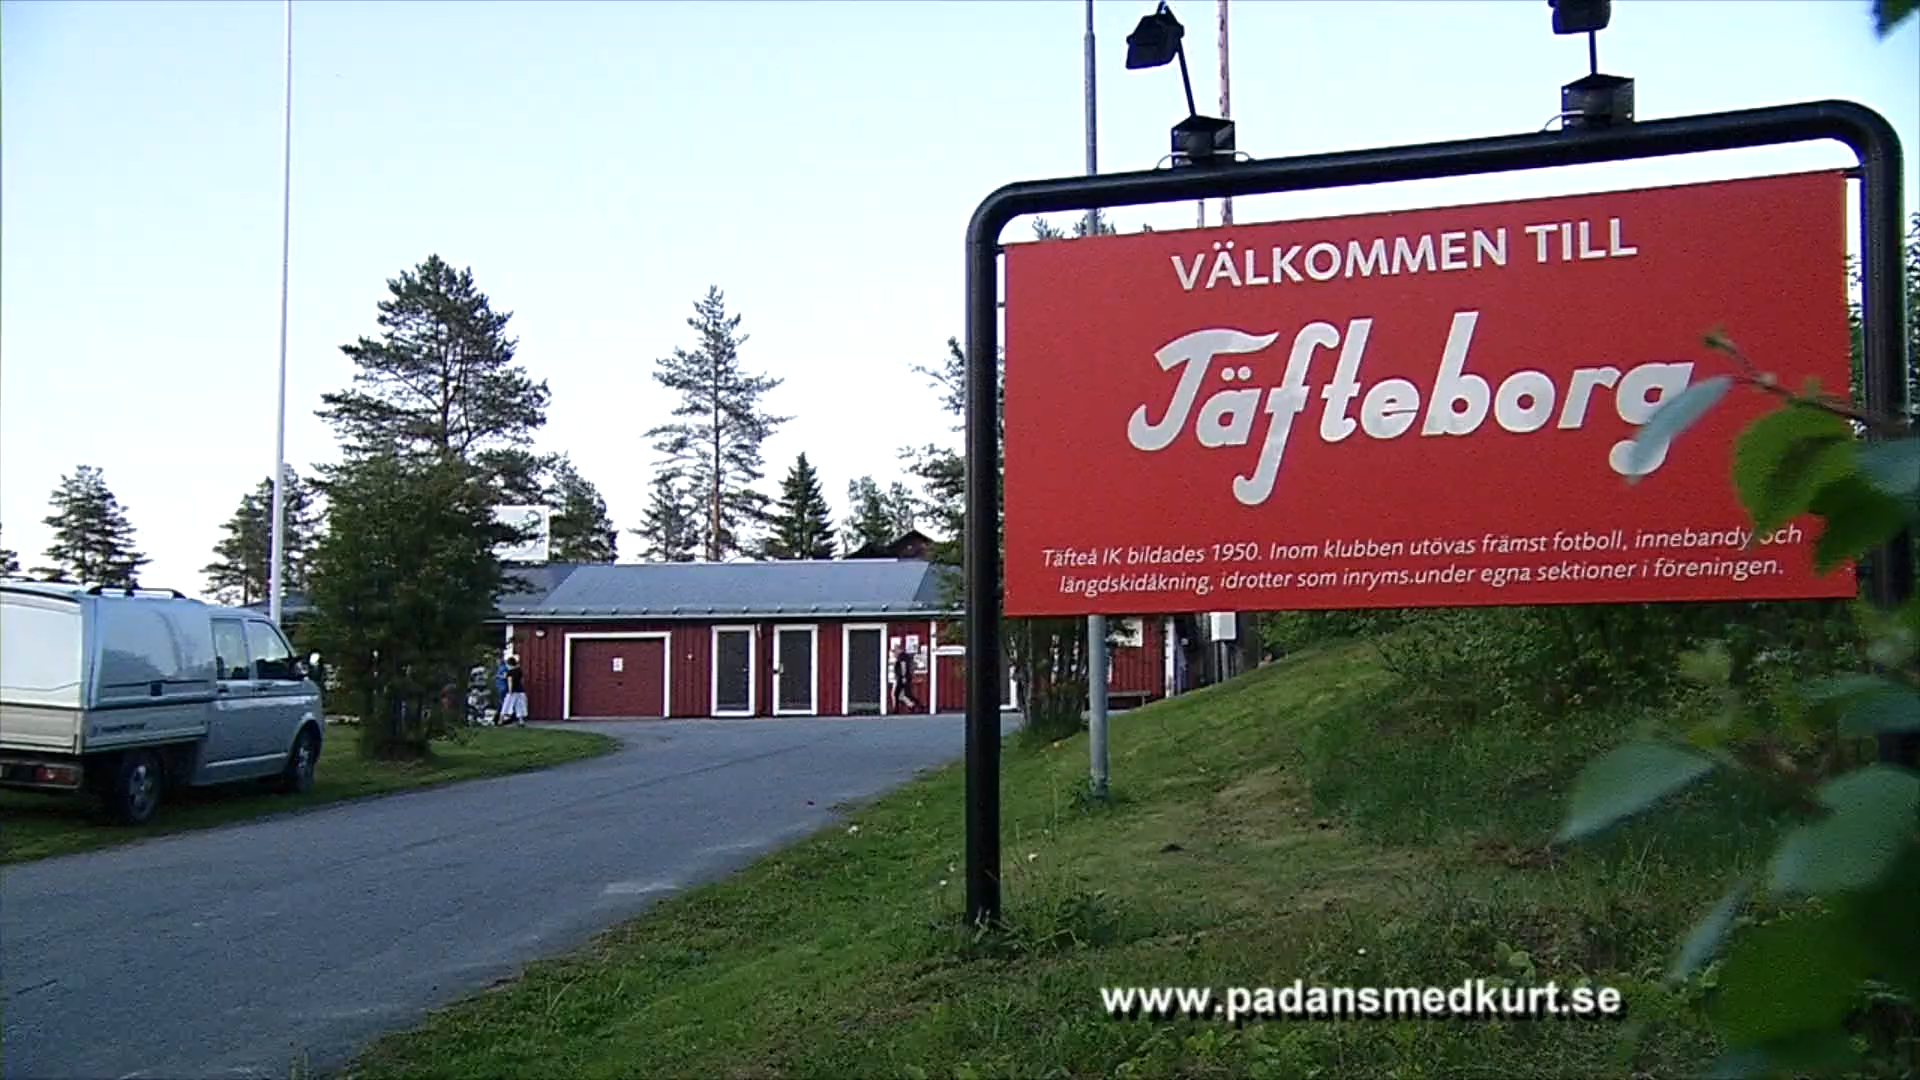 VÄLKOMMEN TILL
Täfteborg
Täfteå IK bildades 1950. Inom klubben utövas främst fotboll, innebandy och
längdskidåkning, idrotter som inryms.under egna sektioner i föreningen.
www.padansmedkurt.se